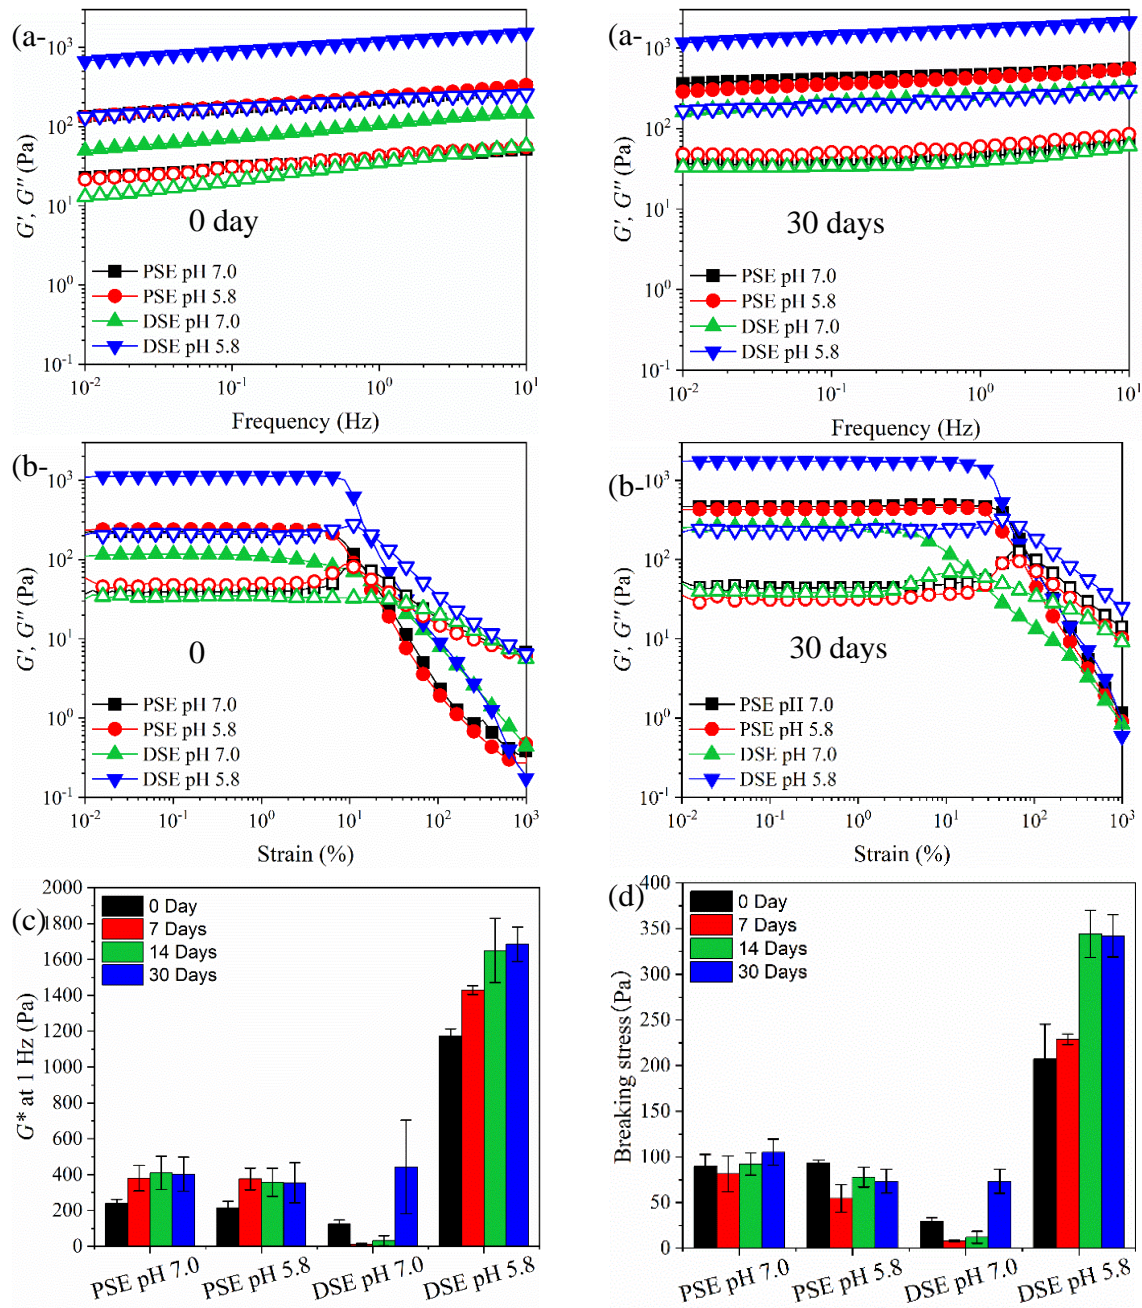 (a-
10³
10²
10¹
10⁰
10⁻¹
G′, G″ (Pa)
0 day
PSE pH 7.0
PSE pH 5.8
DSE pH 7.0
DSE pH 5.8
10⁻² 10⁻¹ 10⁰ 10¹
Frequency (Hz)
(a-
10³
10²
10¹
10⁰
10⁻¹
G′, G″ (Pa)
30 days
PSE pH 7.0
PSE pH 5.8
DSE pH 7.0
DSE pH 5.8
10⁻² 10⁻¹ 10⁰ 10¹
Frequency (Hz)
(b-
10³
10²
10¹
10⁰
10⁻¹
G′, G″ (Pa)
0
PSE pH 7.0
PSE pH 5.8
DSE pH 7.0
DSE pH 5.8
10⁻² 10⁻¹ 10⁰ 10¹ 10² 10³
Strain (%)
(b-
10³
10²
10¹
10⁰
10⁻¹
G′, G″ (Pa)
30 days
PSE pH 7.0
PSE pH 5.8
DSE pH 7.0
DSE pH 5.8
10⁻² 10⁻¹ 10⁰ 10¹ 10² 10³
Strain (%)
(c)
2000
1800
1600
1400
1200
1000
800
600
400
200
0
G* at 1 Hz (Pa)
0 Day
7 Days
14 Days
30 Days
PSE pH 7.0 PSE pH 5.8 DSE pH 7.0 DSE pH 5.8
(d)
400
350
300
250
200
150
100
50
0
Breaking stress (Pa)
0 Day
7 Days
14 Days
30 Days
PSE pH 7.0 PSE pH 5.8 DSE pH 7.0 DSE pH 5.8